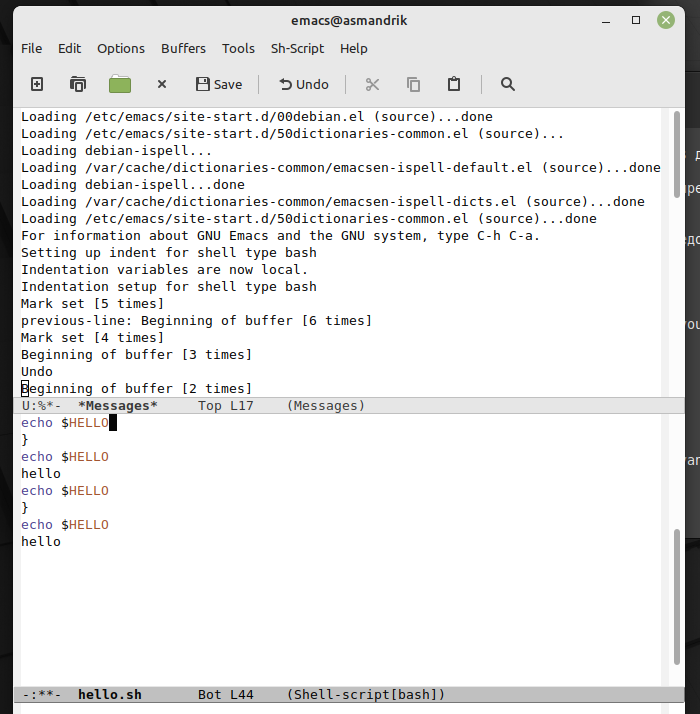 emacs@asmandrik
File Edit Options Buffers Tools Sh-Script Help
Save Undo
Loading /etc/emacs/site-start.d/00debian.el (source)...done
Loading /etc/emacs/site-start.d/50dictionaries-common.el (source)...
Loading debian-ispell...
Loading /var/cache/dictionaries-common/emacsen-ispell-default.el (source)...done
Loading debian-ispell...done
Loading /var/cache/dictionaries-common/emacsen-ispell-dicts.el (source)...done
Loading /etc/emacs/site-start.d/50dictionaries-common.el (source)...done
For information about GNU Emacs and the GNU system, type C-h C-a.
Setting up indent for shell type bash
Indentation variables are now local.
Indentation setup for shell type bash
Mark set [5 times]
previous-line: Beginning of buffer [6 times]
Mark set [4 times]
Beginning of buffer [3 times]
Undo
Beginning of buffer [2 times]
U:%*-  *Messages*     Top L17    (Messages)
echo $HELLO
}
echo $HELLO
hello
echo $HELLO
}
echo $HELLO
hello
-:**-  hello.sh       Bot L44    (Shell-script[bash])